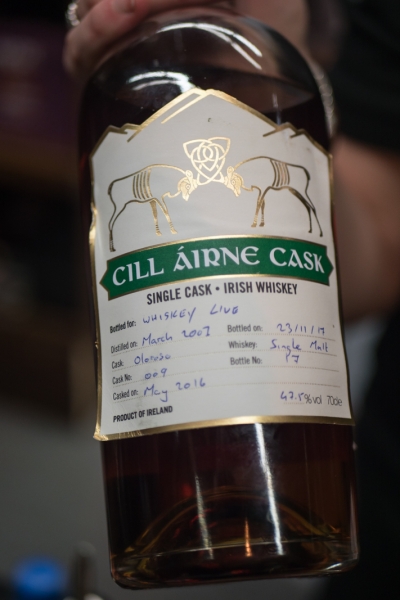 CILL ÁIRNE CASK
SINGLE CASK • IRISH WHISKEY
Bottled for: WHISKEY LIVE
Distilled on: March 2007 Bottled on: 23/11/17
Cask: Oloroso Whiskey: Single Malt
Cask No: 009 Bottle No: 17
Casked on: May 2016
PRODUCT OF IRELAND 47.5% vol 70cle